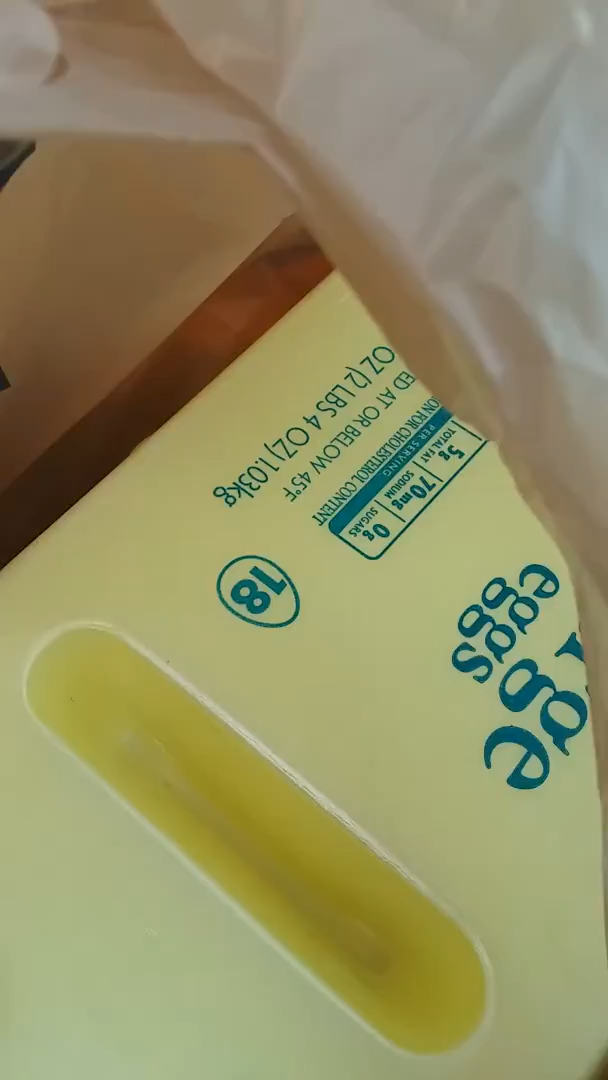 ge
eggs
PER SERVING
TOTAL FAT
5g
SODIUM
70mg
SUGARS
0g
ON FOR CHOLESTEROL CONTENT
ED AT OR BELOW 45°F
OZ (2 LBS 4 OZ) 1.03kg
18